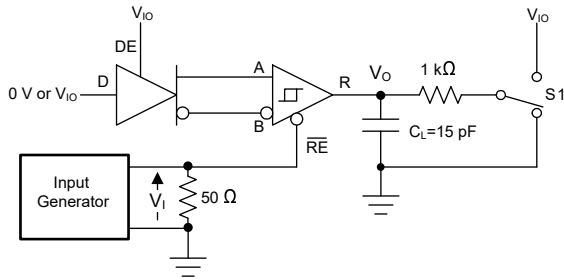 VIO
VIO
DE
D
0 V or VIO
A
B
R
VO
1 kΩ
S1
CL=15 pF
RE
Input
Generator
VI
50 Ω